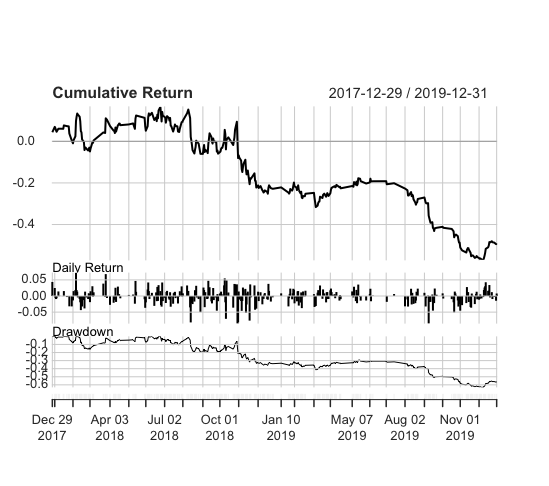 Cumulative Return 2017-12-29 / 2019-12-31
0.0
-0.2
-0.4
Daily Return
0.05
0.00
-0.05
Drawdown
-0.1
-0.2
-0.3
-0.4
-0.5
-0.6
Dec 29 Apr 03 Jul 02 Oct 01 Jan 10 May 07 Aug 02 Nov 01
2017 2018 2018 2018 2019 2019 2019 2019